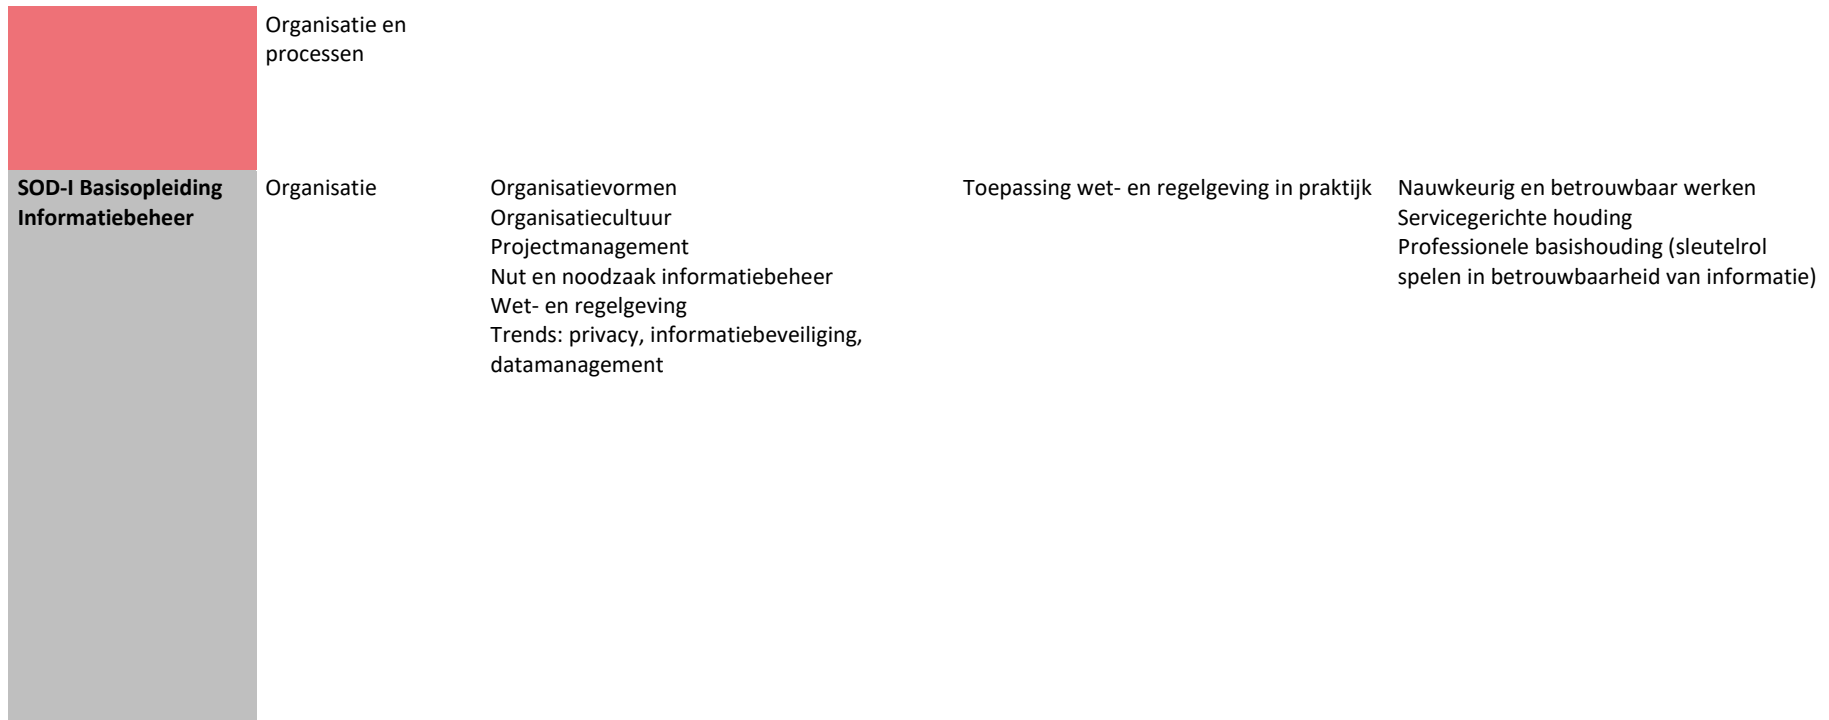 Organisatie en
processen
SOD-I Basisopleiding
Informatiebeheer
Organisatie
Organisatievormen
Organisatiecultuur
Projectmanagement
Nut en noodzaak informatiebeheer
Wet- en regelgeving
Trends: privacy, informatiebeveiliging,
datamanagement
Toepassing wet- en regelgeving in praktijk
Nauwkeurig en betrouwbaar werken
Servicegerichte houding
Professionele basishouding (sleutelrol
spelen in betrouwbaarheid van informatie)